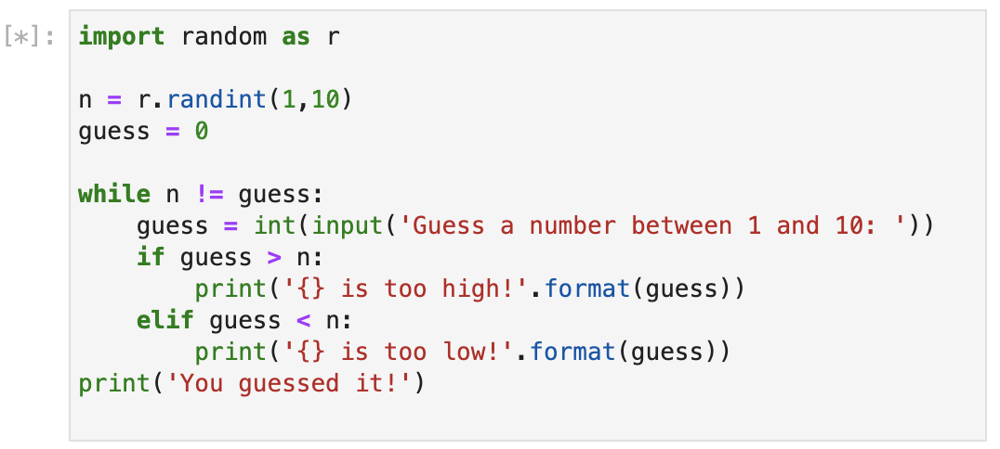 [*]: import random as r
n = r.randint(1,10)
guess = 0
while n != guess:
    guess = int(input('Guess a number between 1 and 10: '))
    if guess > n:
        print('{} is too high!'.format(guess))
    elif guess < n:
        print('{} is too low!'.format(guess))
print('You guessed it!')